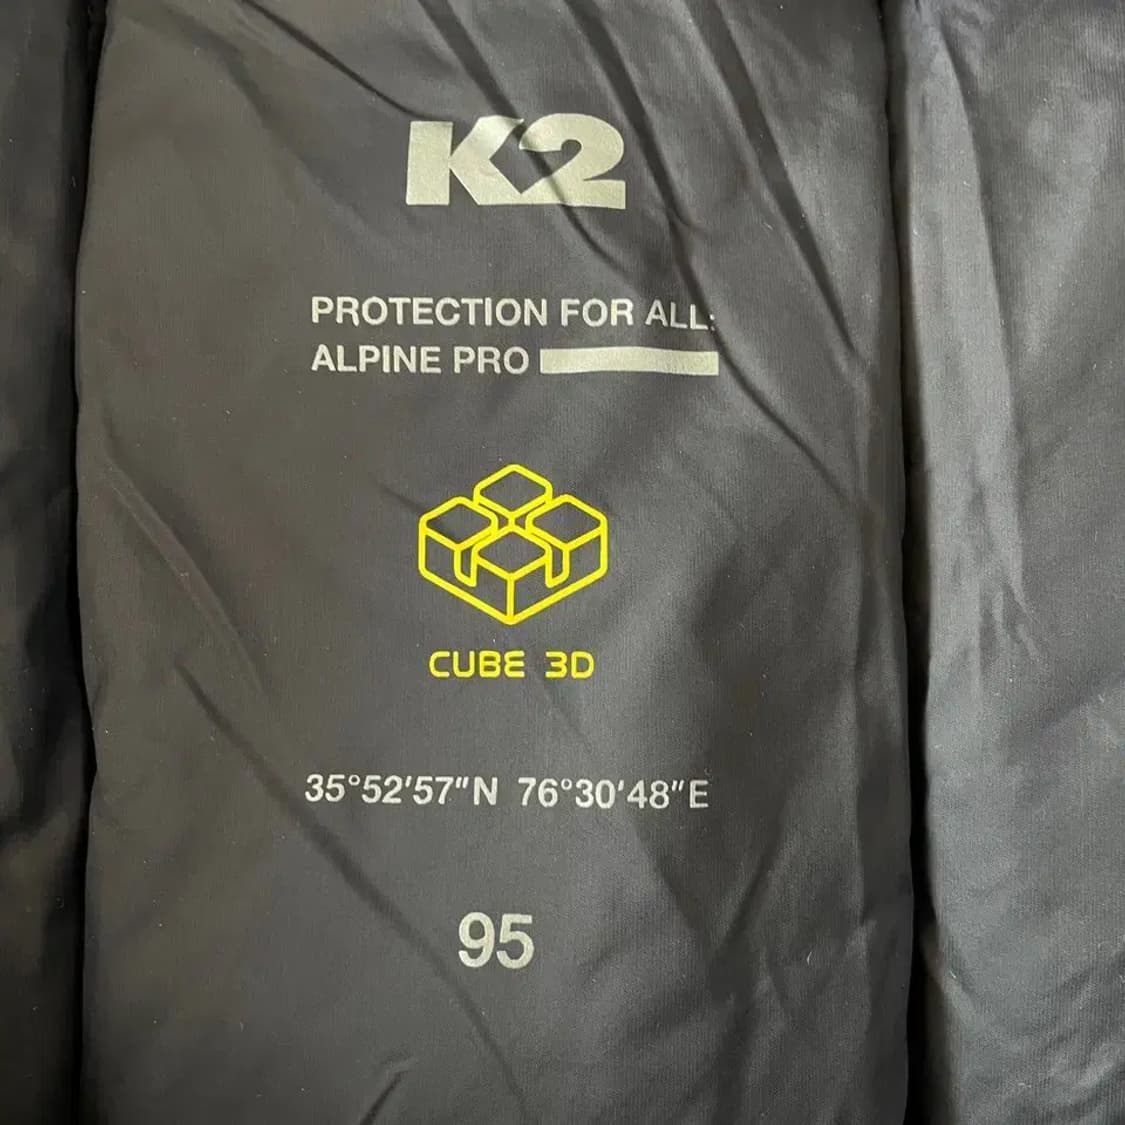 K2
PROTECTION FOR ALL:
ALPINE PRO
CUBE 3D
35°52'57"N 76°30'48"E
95